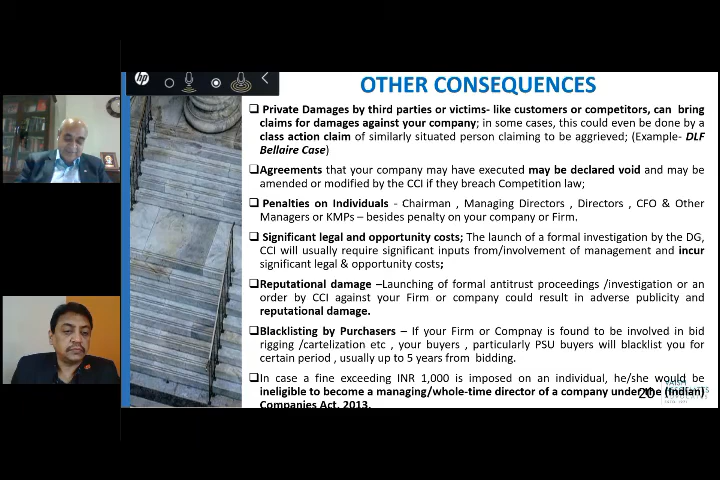 hp
OTHER CONSEQUENCES
❑ Private Damages by third parties or victims- like customers or competitors, can bring
claims for damages against your company; in some cases, this could even be done by a
class action claim of similarly situated person claiming to be aggrieved; (Example- DLF
Bellaire Case)
❑Agreements that your company may have executed may be declared void and may be
amended or modified by the CCI if they breach Competition law;
❑Penalties on Individuals - Chairman , Managing Directors , Directors , CFO & Other
Managers or KMPs – besides penalty on your company or Firm.
❑ Significant legal and opportunity costs; The launch of a formal investigation by the DG,
CCI will usually require significant inputs from/involvement of management and incur
significant legal & opportunity costs;
❑Reputational damage –Launching of formal antitrust proceedings /investigation or an
order by CCI against your Firm or company could result in adverse publicity and
reputational damage.
❑Blacklisting by Purchasers – If your Firm or Compnay is found to be involved in bid
rigging /cartelization etc , your buyers , particularly PSU buyers will blacklist you for
certain period , usually up to 5 years from bidding.
❑In case a fine exceeding INR 1,000 is imposed on an individual, he/she would be
ineligible to become a managing/whole-time director of a company under the (Indian)
Companies Act, 2013.
20